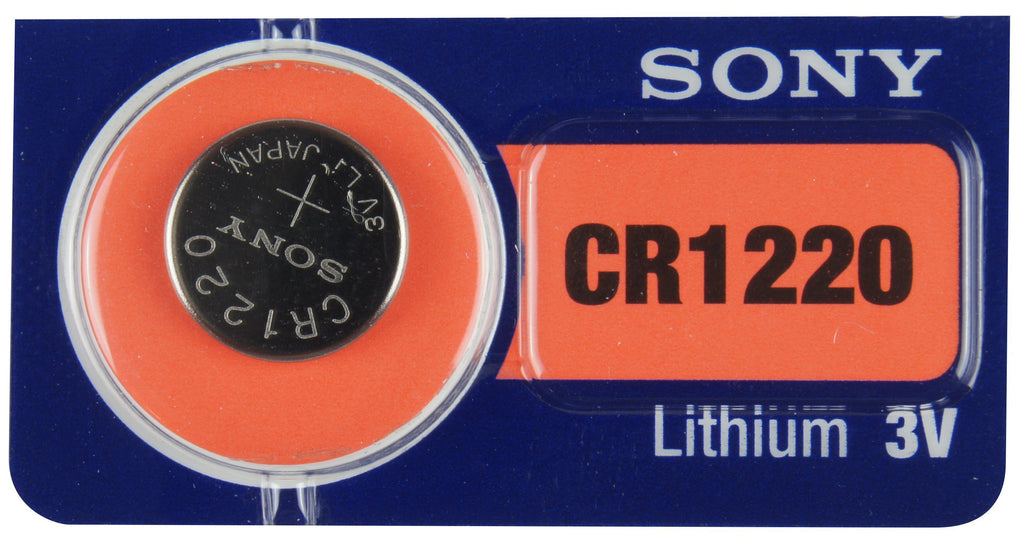 SONY
CR1220
Lithium 3V
3V Li JAPAN
+
SONY
CR1220